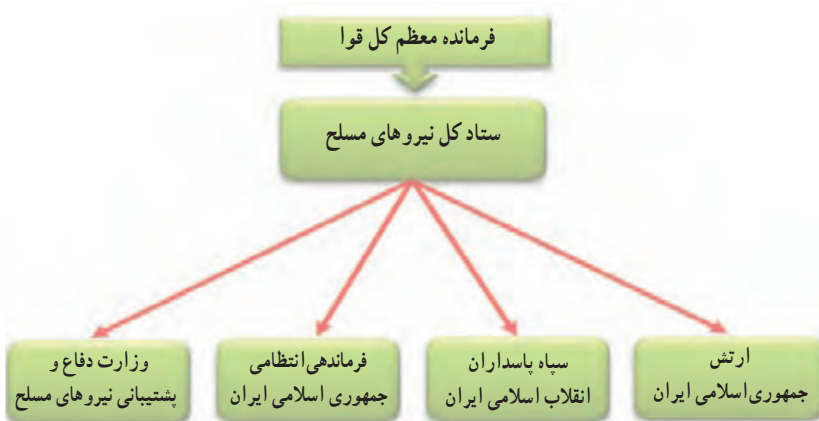 فرمانده معظم کل قوا
ستاد کل نیروهای مسلح
ارتش
جمهوری اسلامی ایران
سپاه پاسداران
انقلاب اسلامی ایران
فرماندهی انتظامی
جمهوری اسلامی ایران
وزارت دفاع و
پشتیبانی نیروهای مسلح